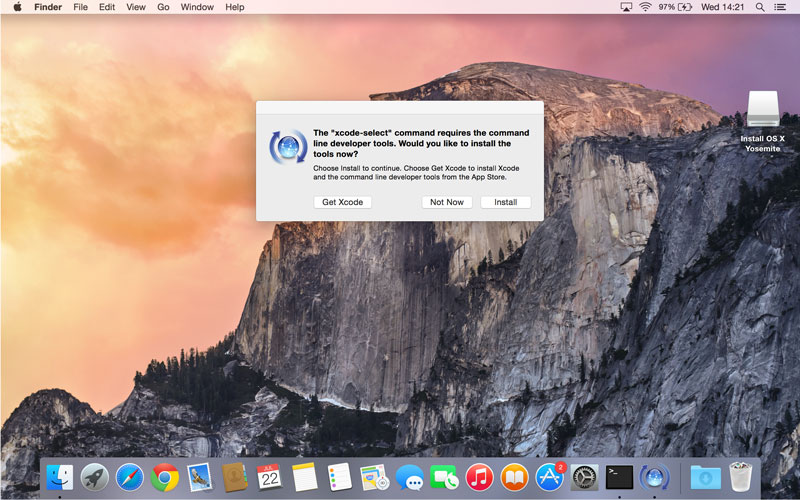 Finder File Edit View Go Window Help 97% Wed 14:21
The "xcode-select" command requires the command
line developer tools. Would you like to install the
tools now?
Choose Install to continue. Choose Get Xcode to install Xcode
and the command line developer tools from the App Store.
Get Xcode Not Now Install
Install OS X
Yosemite
JUL
22
2
>_